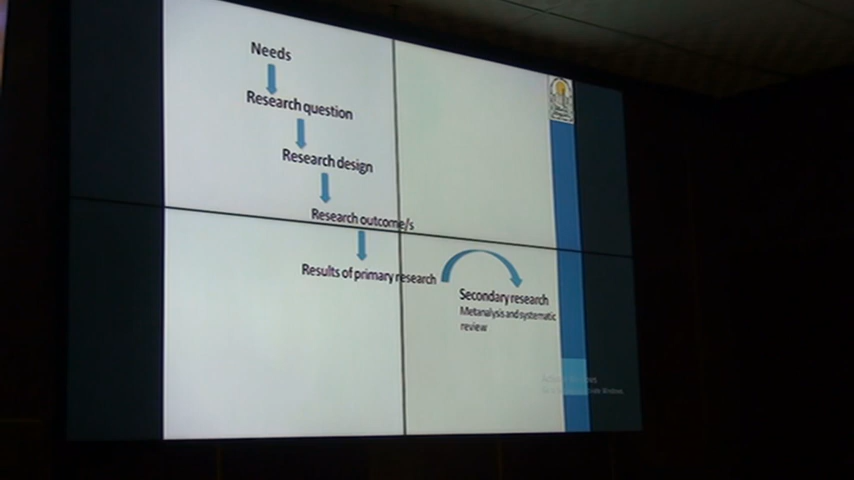 Needs
Research question
Research design
Research outcome/s
Results of primary research
Secondary research
Metanalysis and systematic
review